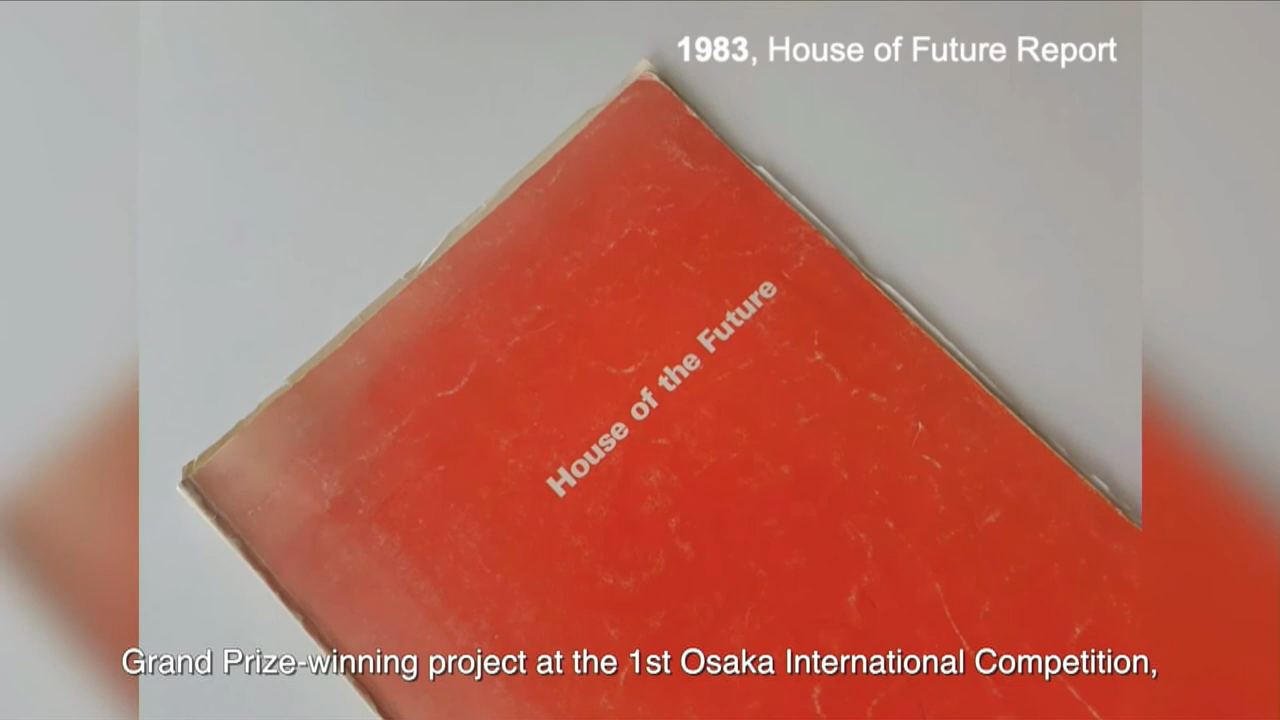 1983, House of Future Report
House of the Future
Grand Prize-winning project at the 1st Osaka International Competition,